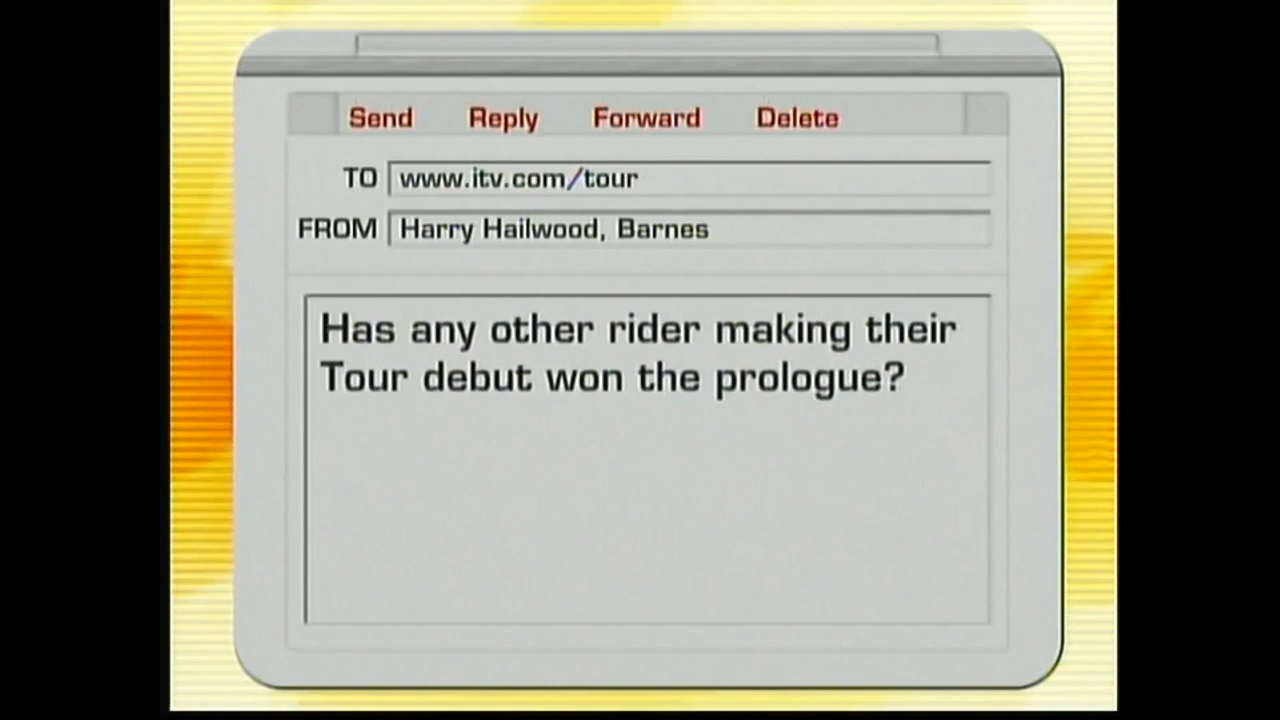 Send Reply Forward Delete
TO www.itv.com/tour
FROM Harry Hailwood, Barnes
Has any other rider making their
Tour debut won the prologue?